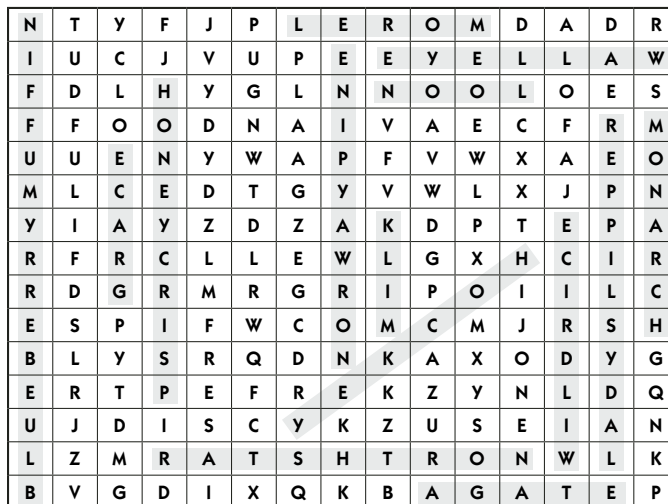 N T Y F J P L E R O M D A D R
I U C J V U P E E Y E L L A W
F D L H Y G L N N O O L O E S
F F O O D N A I V A E C F R M
U U E N Y W A P F V W X A E O
M L C E D T G Y V W L X J P N
Y I A Y Z D Z A K D P T E P A
R F R C L L E W L G X H C I R
R D G R M R G R I P O I I L C
E S P I F W C O M C M J R S H
B L Y S R Q D N K A X O D Y G
E R T P E F R E K Z Y N L D Q
U J D I S C Y K Z U S E I A N
L Z M R A T S H T R O N W L K
B V G D I X Q K B A G A T E P